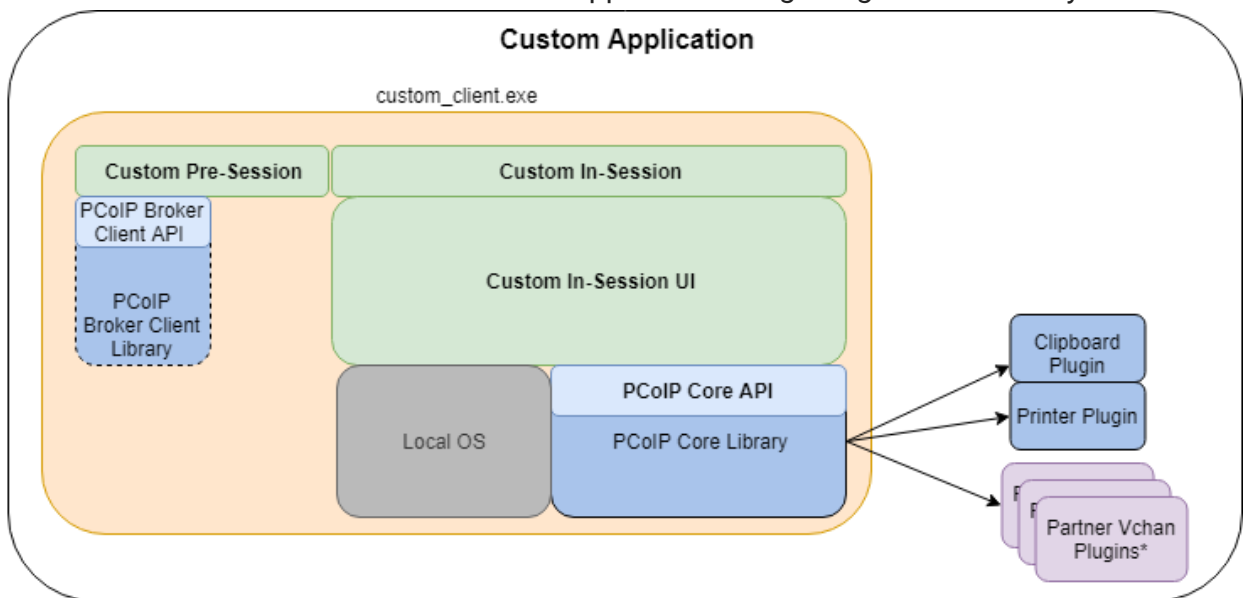 Custom Application
custom_client.exe
Custom Pre-Session
Custom In-Session
PCoIP Broker
Client API
PCoIP
Broker Client
Library
Custom In-Session UI
Local OS
PCoIP Core API
PCoIP Core Library
Clipboard
Plugin
Printer Plugin
Partner Vchan
Plugins*